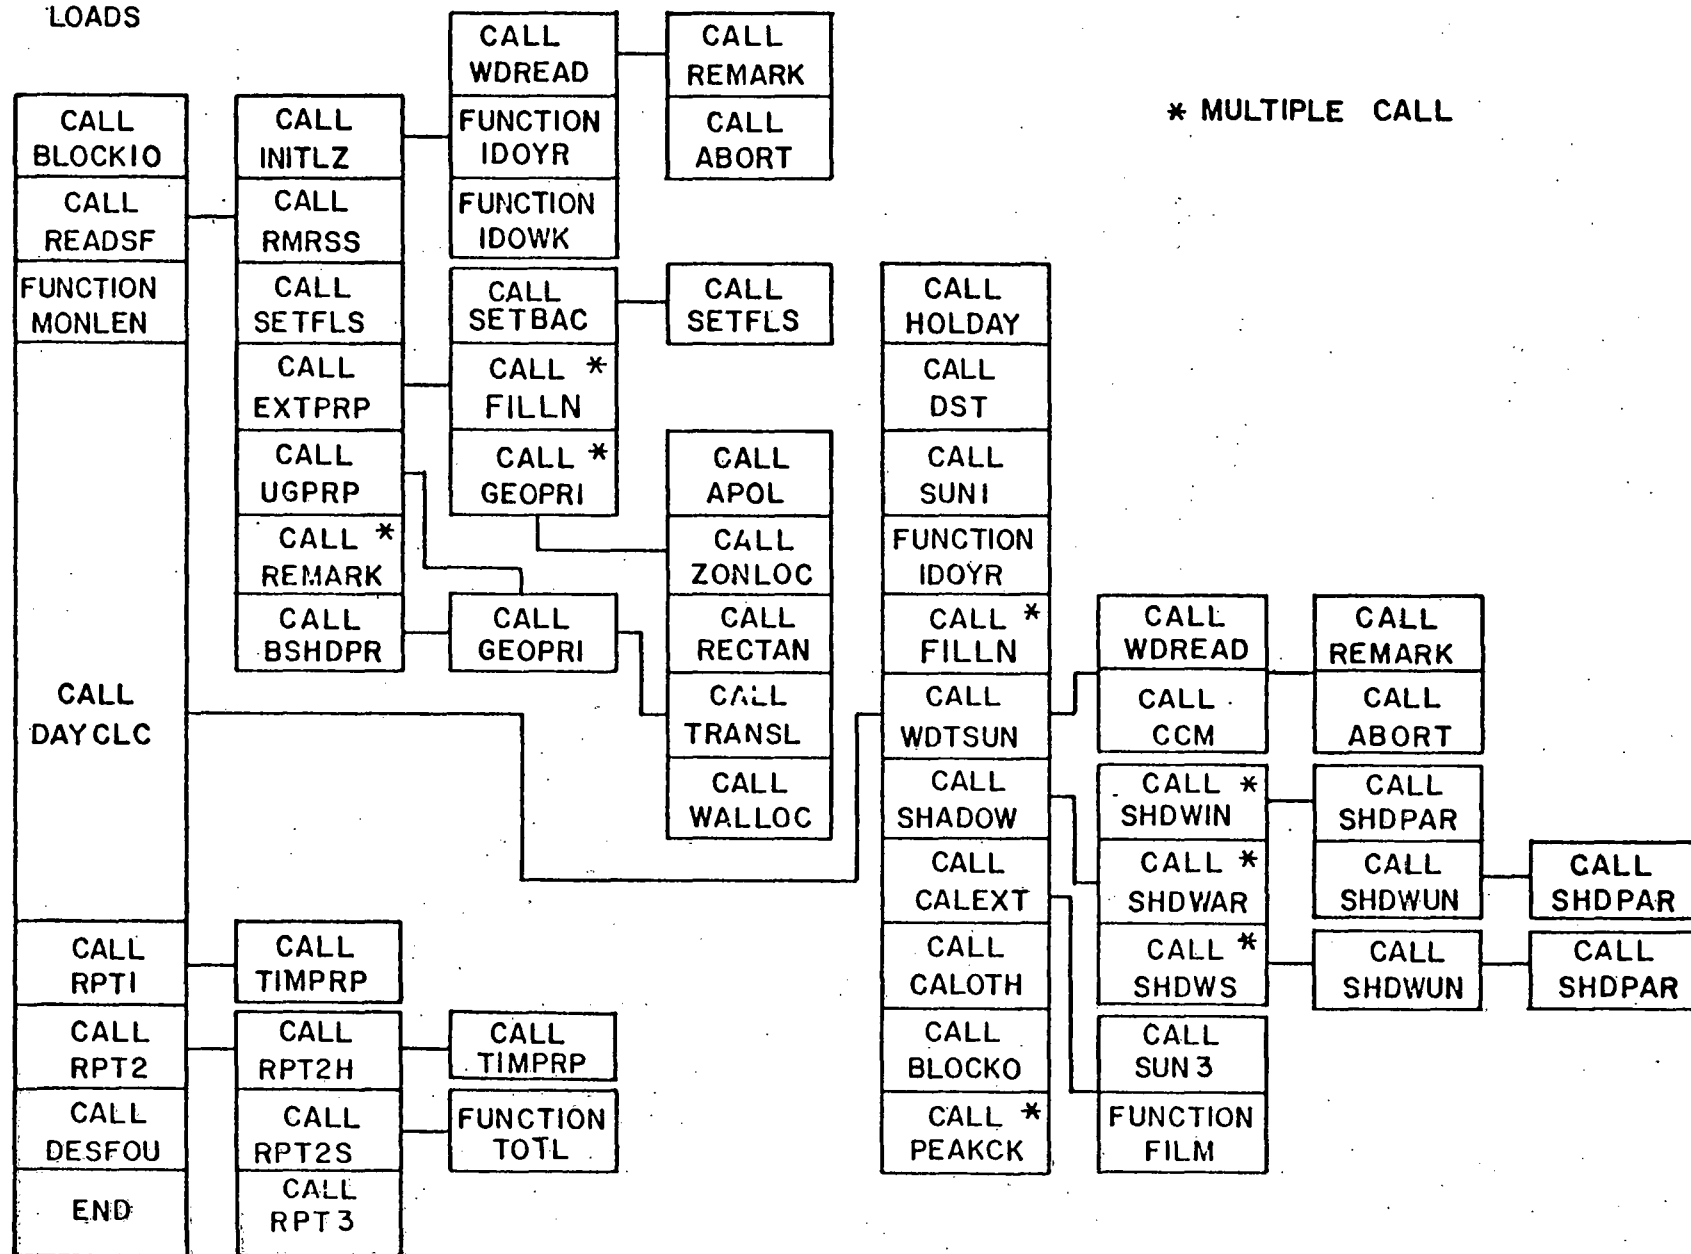 LOADS
* MULTIPLE CALL
CALL
BLOCKIO
CALL
READSF
FUNCTION
MONLEN
CALL
DAYCLC
CALL
RPT1
CALL
RPT2
CALL
DESFOU
END
CALL
INITLZ
CALL
RMRSS
CALL
SETFLS
CALL
EXTPRP
CALL
UGPRP
CALL *
REMARK
CALL
BSHDPR
CALL
TIMPRP
CALL
RPT2H
CALL
RPT2S
CALL
RPT3
CALL
WDREAD
FUNCTION
IDOYR
FUNCTION
IDOWK
CALL
SETBAC
CALL *
FILLN
CALL *
GEOPRI
CALL
GEOPRI
CALL
TIMPRP
FUNCTION
TOTL
CALL
REMARK
CALL
ABORT
CALL
SETFLS
CALL
APOL
CALL
ZONLOC
CALL
RECTAN
CALL
TRANSL
CALL
WALLOC
CALL
HOLDAY
CALL
DST
CALL
SUN1
FUNCTION
IDOYR
CALL *
FILLN
CALL
WDTSUN
CALL
SHADOW
CALL
CALEXT
CALL
CALOTH
CALL
BLOCKO
CALL *
PEAKCK
CALL
WDREAD
CALL
CCM
CALL *
SHDWIN
CALL *
SHDWAR
CALL *
SHDWS
CALL
SUN3
FUNCTION
FILM
CALL
REMARK
CALL
ABORT
CALL
SHDPAR
CALL
SHDWUN
CALL
SHDWUN
CALL
SHDPAR
CALL
SHDPAR